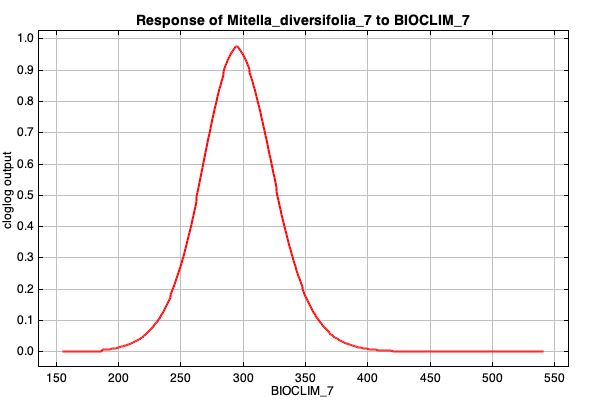 Response of Mitella_diversifolia_7 to BIOCLIM_7
cloglog output
1.0
0.9
0.8
0.7
0.6
0.5
0.4
0.3
0.2
0.1
0.0
150 200 250 300 350 400 450 500 550
BIOCLIM_7